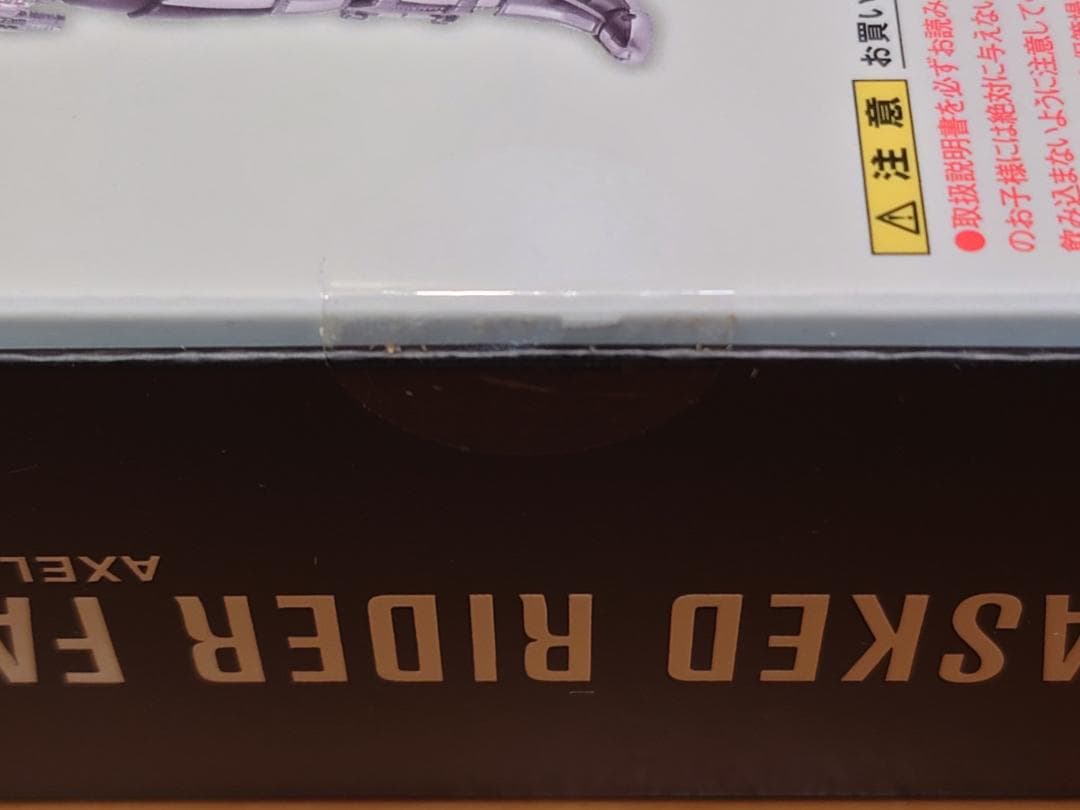 お買い
注意
●取扱説明書を必ずお読み
のお子様には絶対に与えな
飲み込まないように注意して
ASKED RIDER FA
AXEL